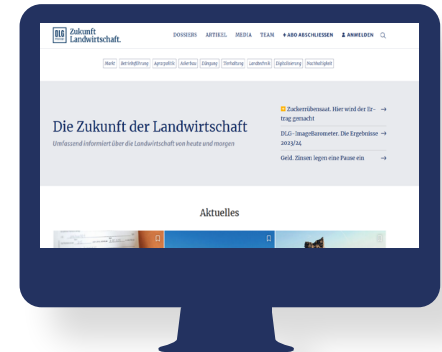 DLG
Zukunft
Landwirtschaft.
DOSSIERS ARTIKEL MEDIA TEAM + ABO ABSCHLIESSEN ANMELDEN
Markt Betriebsführung Agrarpolitik Ackerbau Düngung Tierhaltung Landtechnik Digitalisierung Nachhaltigkeit
Die Zukunft der Landwirtschaft
Umfassend informiert über die Landwirtschaft von heute und morgen
Zuckerrübensaat. Hier wird der Er- →
trag gemacht
DLG-ImageBarometer. Die Ergebnisse →
2023/24
Geld. Zinsen legen eine Pause ein →
Aktuelles